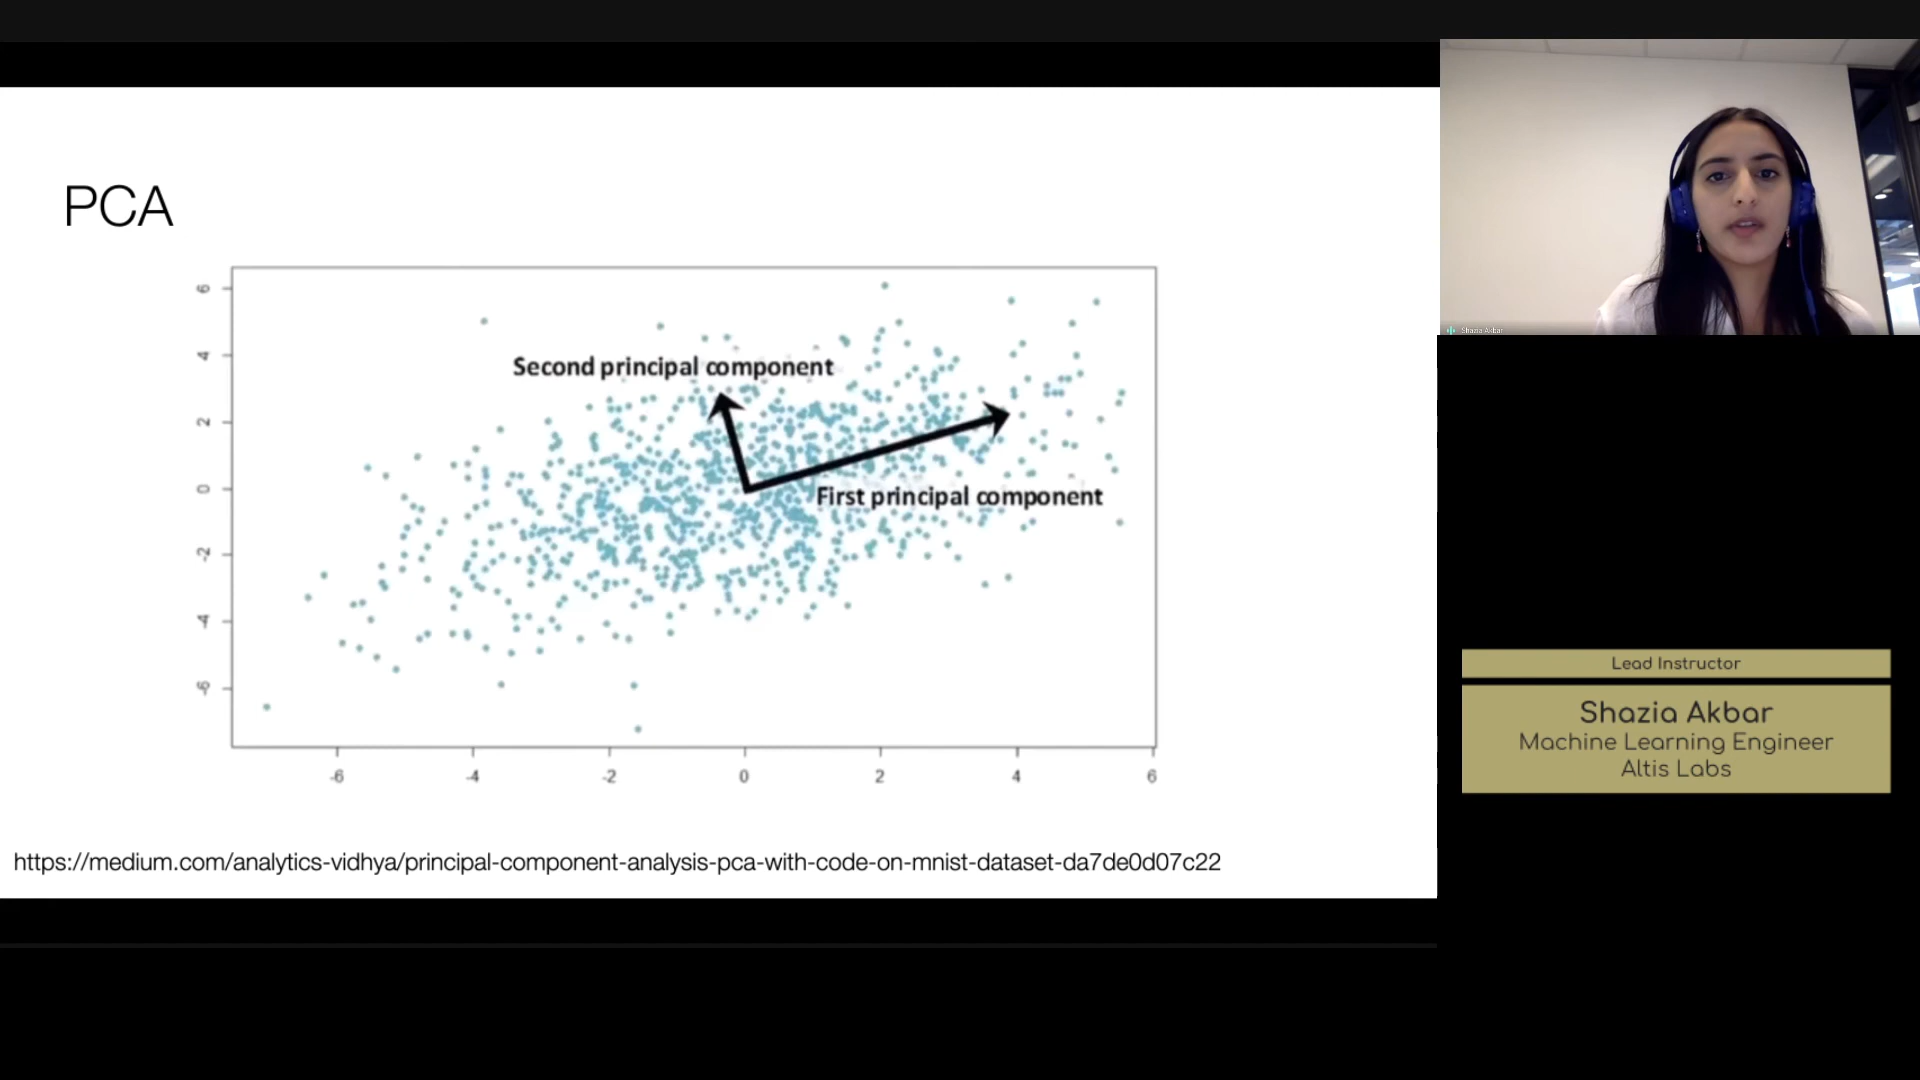 PCA
6
4
2
0
-2
-4
-6
Second principal component
First principal component
-6 -4 -2 0 2 4 6
https://medium.com/analytics-vidhya/principal-component-analysis-pca-with-code-on-mnist-dataset-da7de0d07c22
Shazia Akbar
Lead Instructor
Shazia Akbar
Machine Learning Engineer
Altis Labs